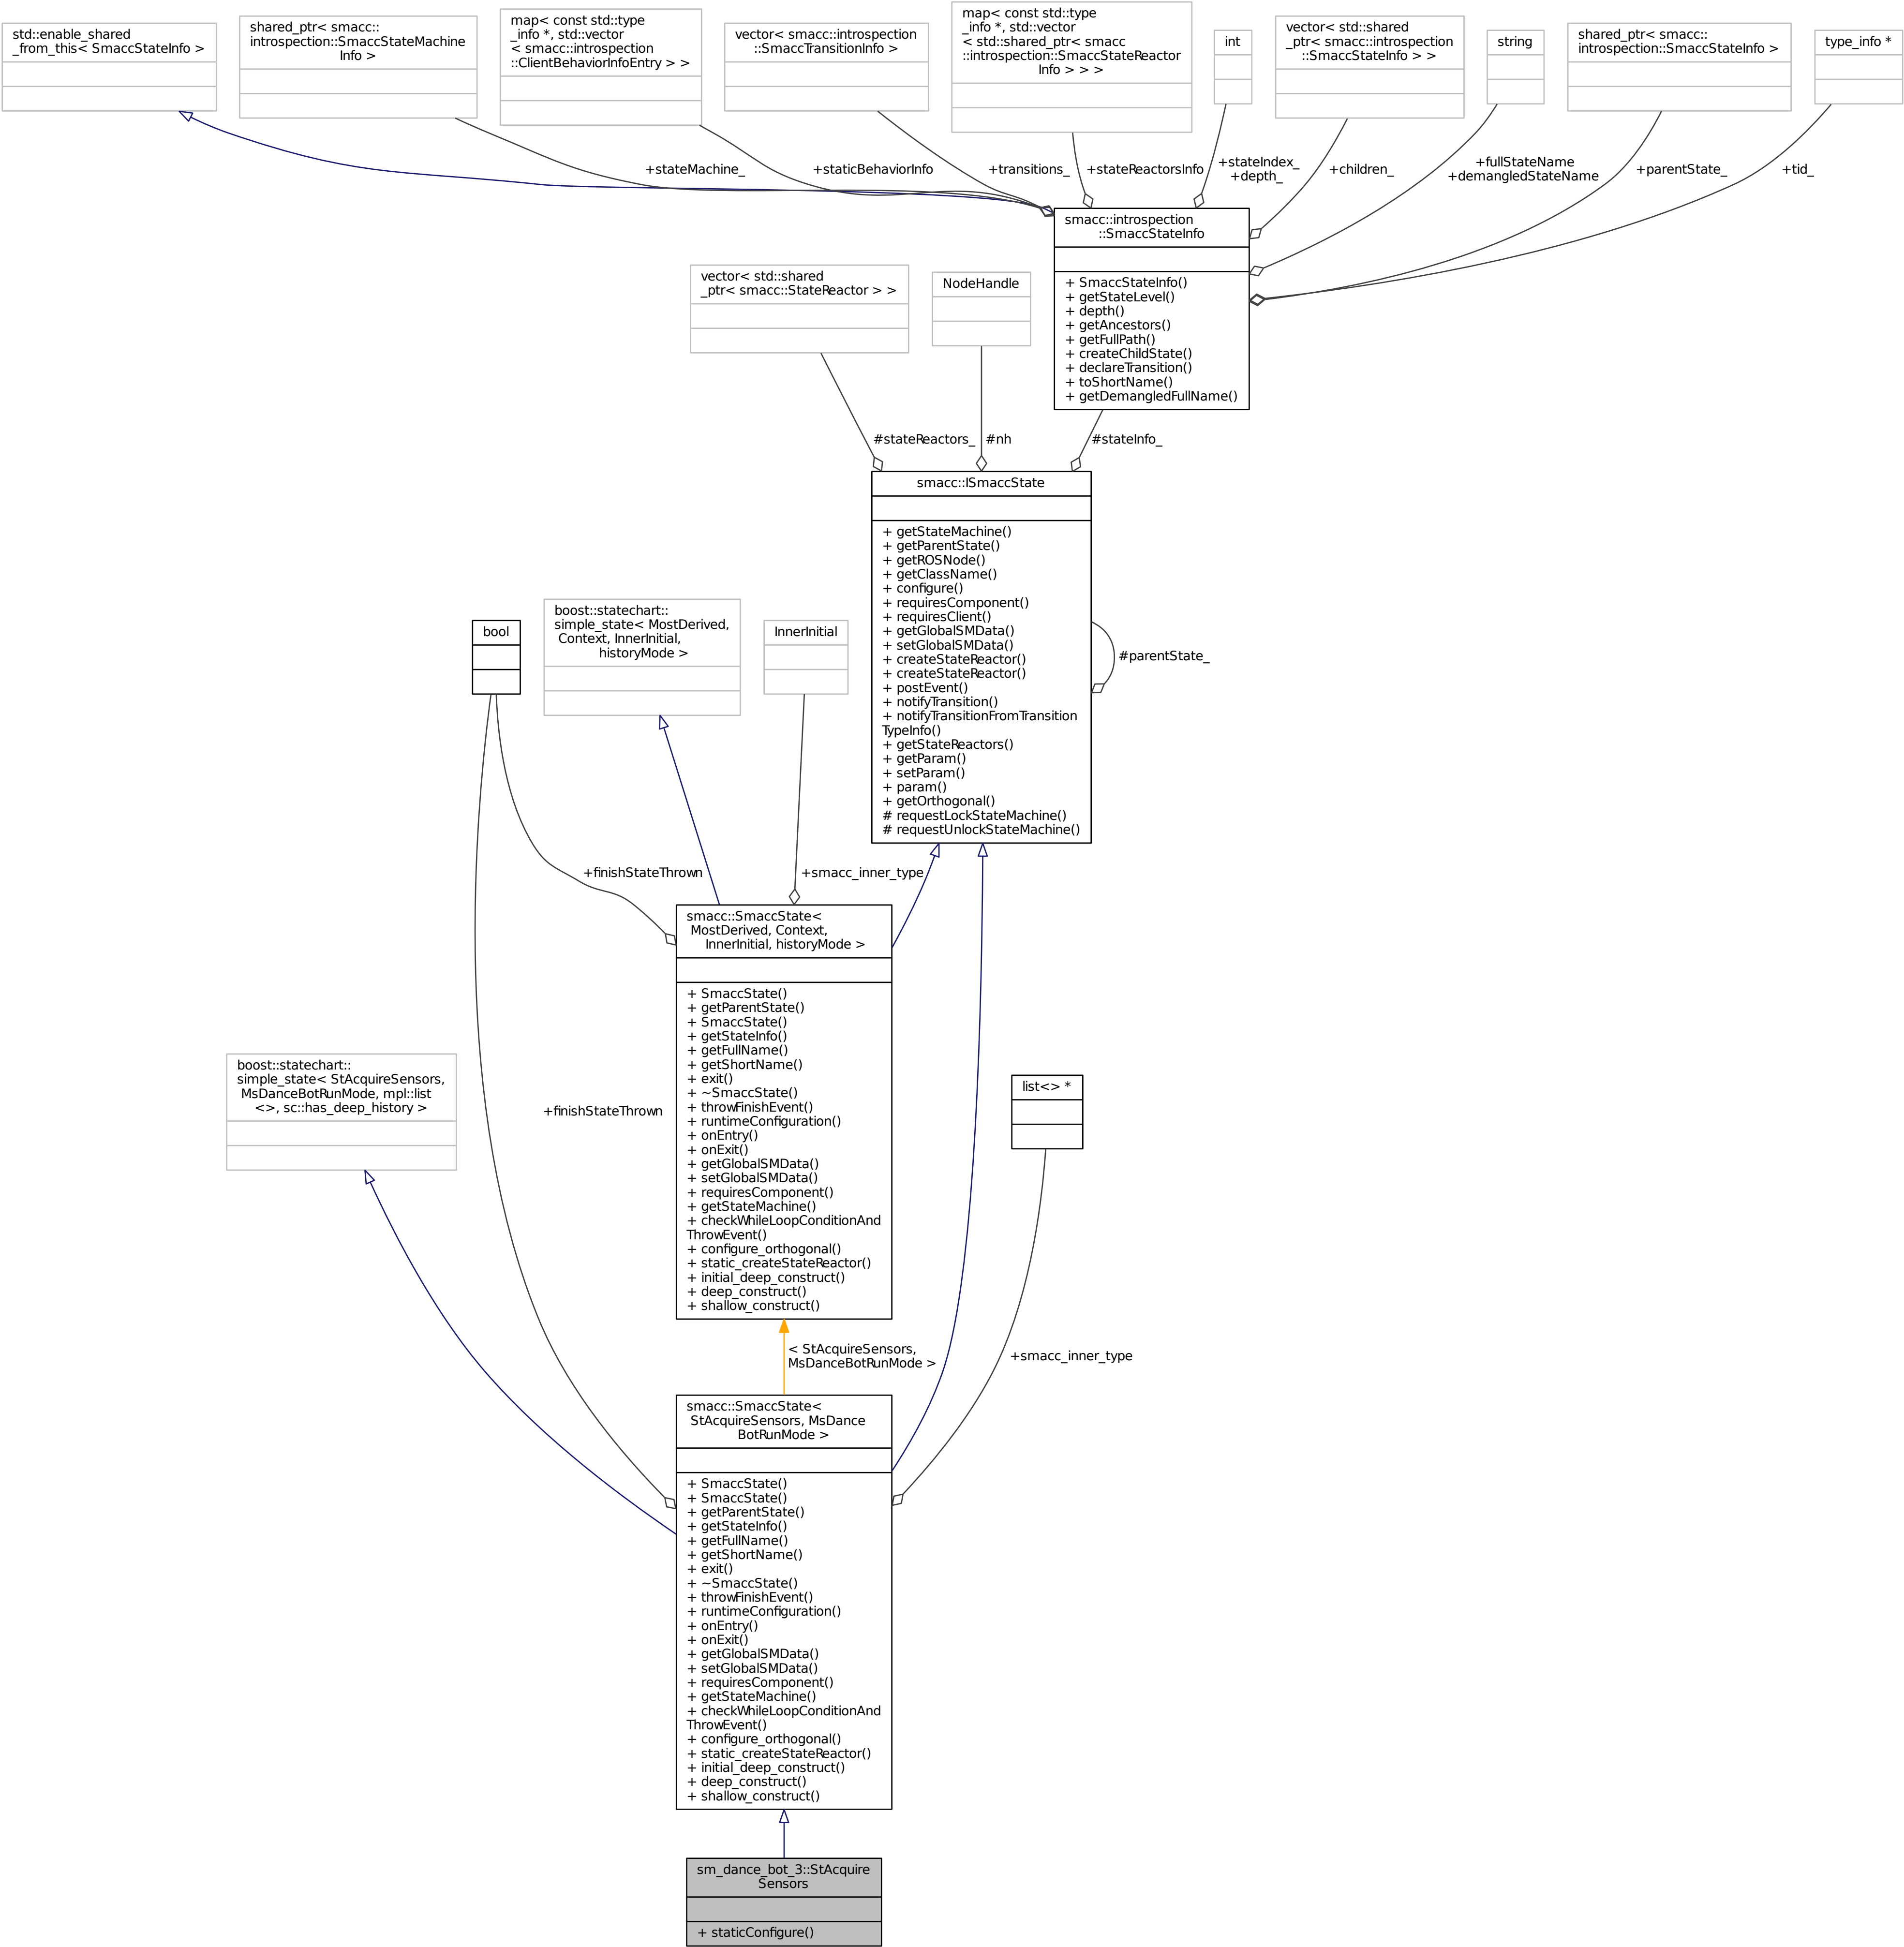 std::enable_shared
_from_this< SmaccStateInfo >
shared_ptr< smacc::
introspection::SmaccStateMachine
Info >
map< const std::type
_info *, std::vector
< smacc::introspection
::ClientBehaviorInfoEntry > >
vector< smacc::introspection
::SmaccTransitionInfo >
map< const std::type
_info *, std::vector
< std::shared_ptr< smacc
::introspection::SmaccStateReactor
Info > > >
int
vector< std::shared
_ptr< smacc::introspection
::SmaccStateInfo > >
string
shared_ptr< smacc::
introspection::SmaccStateInfo >
type_info *
+stateMachine_
+staticBehaviorInfo
+transitions_
+stateReactorsInfo
+stateIndex_
+depth_
+children_
+fullStateName
+demangledStateName
+parentState_
+tid_
smacc::introspection
::SmaccStateInfo
+ SmaccStateInfo()
+ getStateLevel()
+ depth()
+ getAncestors()
+ getFullPath()
+ createChildState()
+ declareTransition()
+ toShortName()
+ getDemangledFullName()
vector< std::shared
_ptr< smacc::StateReactor > >
NodeHandle
#stateReactors_
#nh
#stateInfo_
smacc::ISmaccState
+ getStateMachine()
+ getParentState()
+ getROSNode()
+ getClassName()
+ configure()
+ requiresComponent()
+ requiresClient()
+ getGlobalSMData()
+ setGlobalSMData()
+ createStateReactor()
+ createStateReactor()
+ postEvent()
+ notifyTransition()
+ notifyTransitionFromTransition
TypeInfo()
+ getStateReactors()
+ getParam()
+ setParam()
+ param()
+ getOrthogonal()
# requestLockStateMachine()
# requestUnlockStateMachine()
#parentState_
bool
boost::statechart::
simple_state< MostDerived,
Context, InnerInitial,
historyMode >
InnerInitial
+finishStateThrown
+smacc_inner_type
smacc::SmaccState<
MostDerived, Context,
InnerInitial, historyMode >
+ SmaccState()
+ getParentState()
+ SmaccState()
+ getStateInfo()
+ getFullName()
+ getShortName()
+ exit()
+ ~SmaccState()
+ throwFinishEvent()
+ runtimeConfiguration()
+ onEntry()
+ onExit()
+ getGlobalSMData()
+ setGlobalSMData()
+ requiresComponent()
+ getStateMachine()
+ checkWhileLoopConditionAnd
ThrowEvent()
+ configure_orthogonal()
+ static_createStateReactor()
+ initial_deep_construct()
+ deep_construct()
+ shallow_construct()
boost::statechart::
simple_state< StAcquireSensors,
MsDanceBotRunMode, mpl::list
<>, sc::has_deep_history >
+finishStateThrown
list<> *
< StAcquireSensors,
MsDanceBotRunMode >
+smacc_inner_type
smacc::SmaccState<
StAcquireSensors, MsDance
BotRunMode >
+ SmaccState()
+ SmaccState()
+ getParentState()
+ getStateInfo()
+ getFullName()
+ getShortName()
+ exit()
+ ~SmaccState()
+ throwFinishEvent()
+ runtimeConfiguration()
+ onEntry()
+ onExit()
+ getGlobalSMData()
+ setGlobalSMData()
+ requiresComponent()
+ getStateMachine()
+ checkWhileLoopConditionAnd
ThrowEvent()
+ configure_orthogonal()
+ static_createStateReactor()
+ initial_deep_construct()
+ deep_construct()
+ shallow_construct()
sm_dance_bot_3::StAcquire
Sensors
+ staticConfigure()